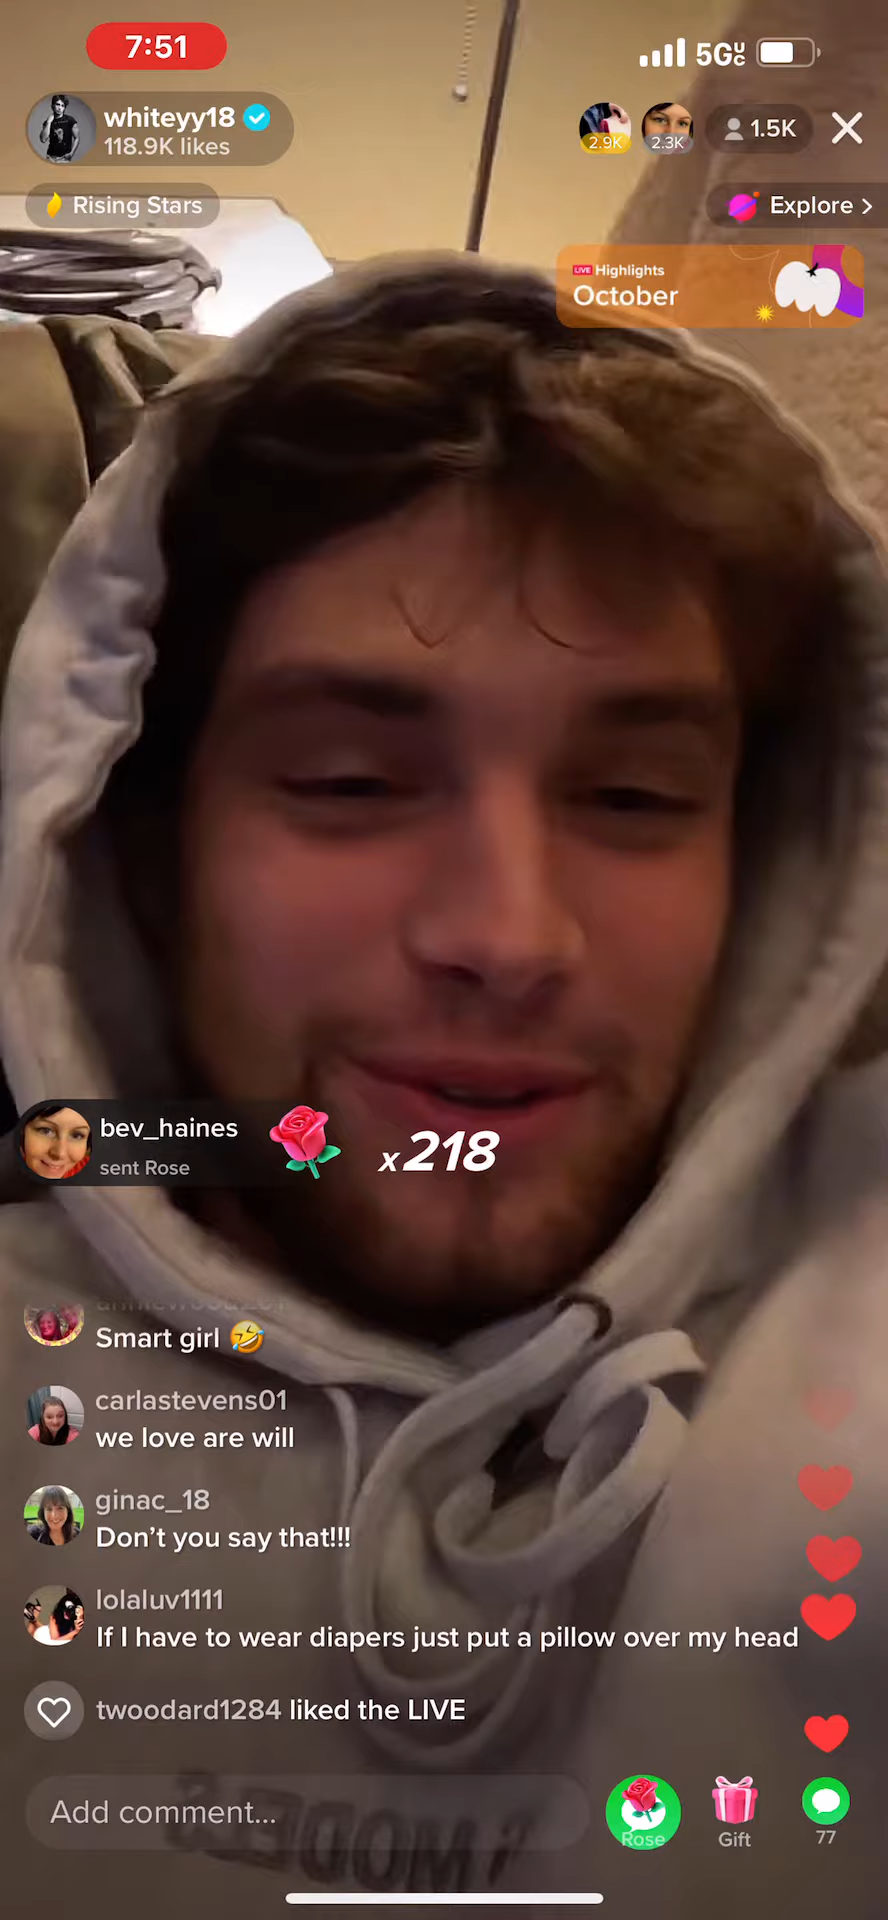 7:51
5G UC
whiteyy18
118.9K likes
2.9K
2.3K
1.5K
Rising Stars
Explore >
LIVE Highlights
October
bev_haines
sent Rose
x218
Smart girl 🤣
carlastevens01
we love are will
ginac_18
Don't you say that!!!
lolaluv1111
If I have to wear diapers just put a pillow over my head
twoodard1284 liked the LIVE
Add comment...
Rose
Gift
77